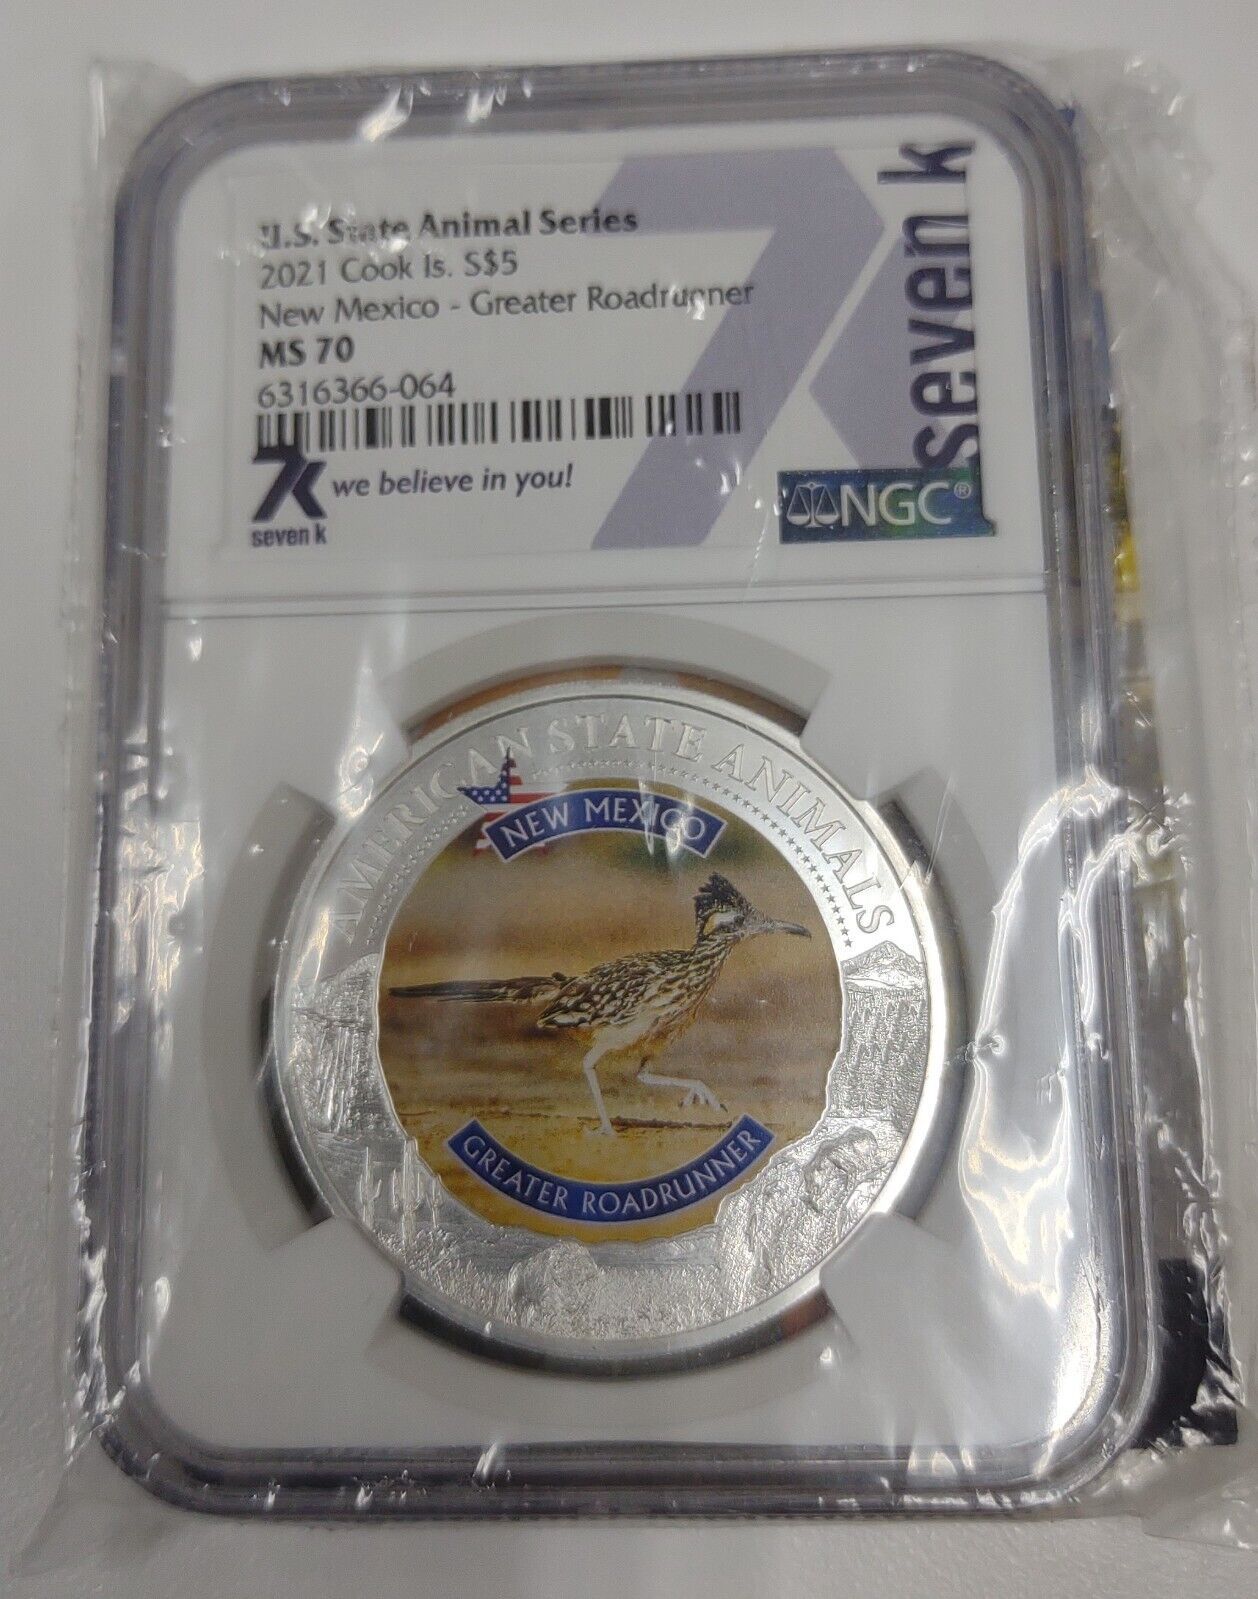 U.S. State Animal Series
2021 Cook Is. S$5
New Mexico - Greater Roadrunner
MS 70
6316366-064
7k we believe in you!
seven k
seven k
NGC®
AMERICAN STATE ANIMALS
NEW MEXICO
GREATER ROADRUNNER